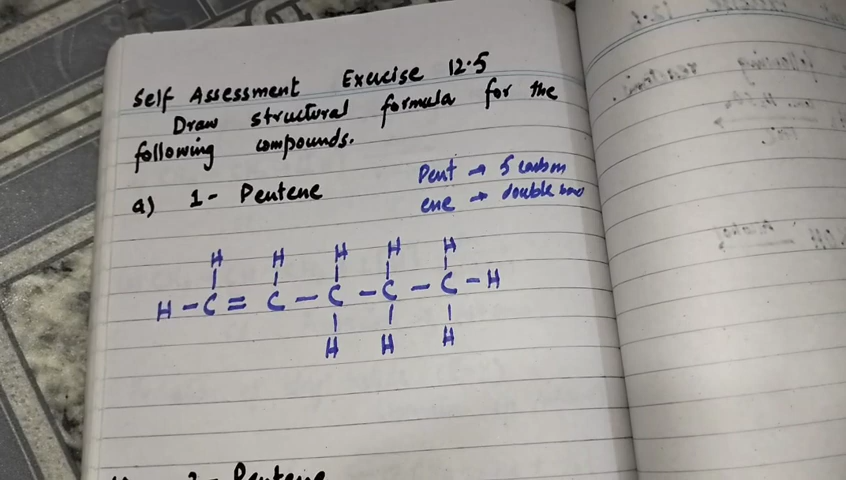 Self Assessment Exercise 12.5
Draw structural formula for the
following compounds.
Pent → 5 carbon
a) 1- Pentene
ene → double
H H H H H
H - C = C - C - C - C - H
H H H
Pentene